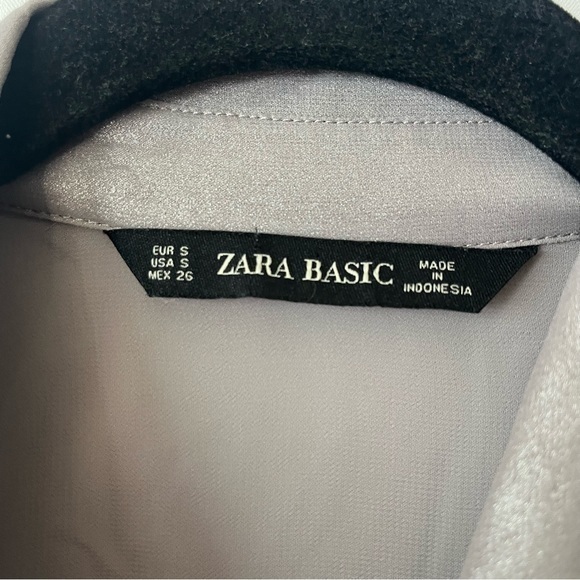 EUR S
USA S
MEX 26
ZARA BASIC
MADE
IN
INDONESIA